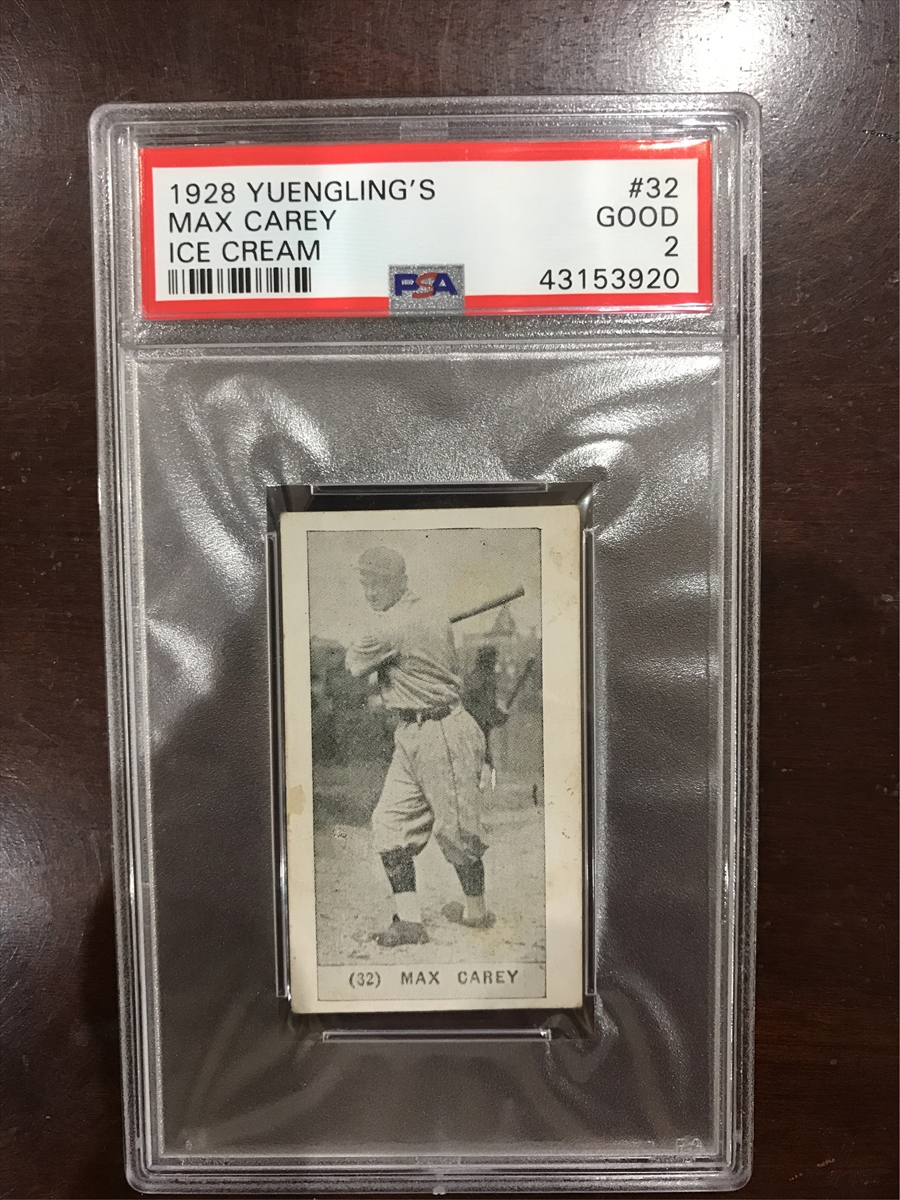 1928 YUENGLING'S #32
MAX CAREY GOOD
ICE CREAM 2
PSA 43153920
(32) MAX CAREY